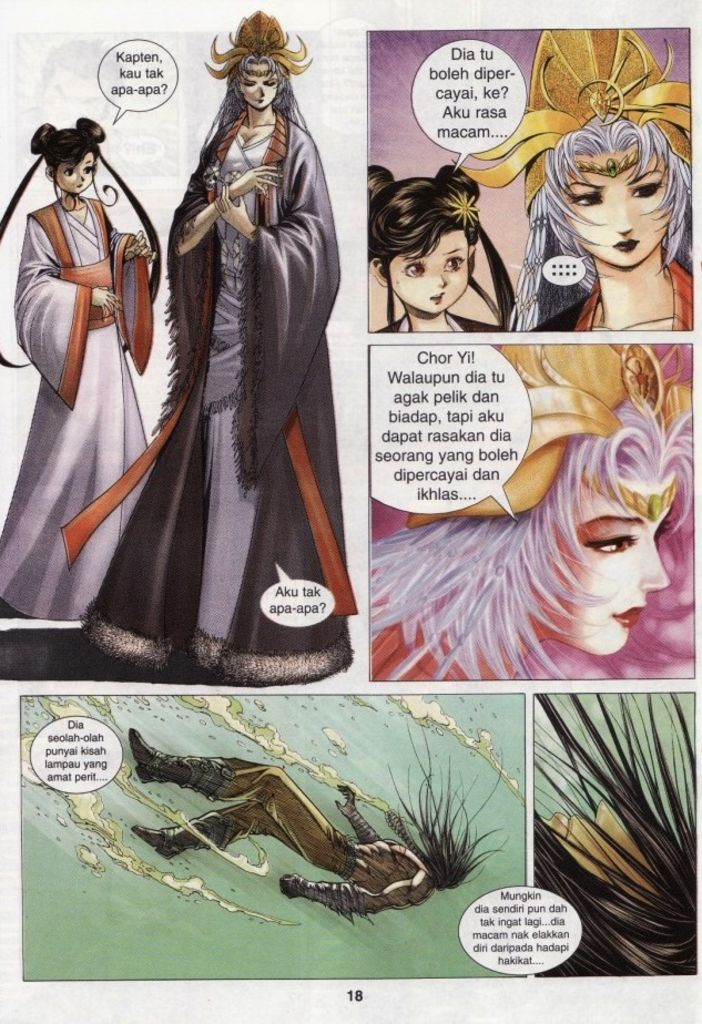 Kapten,
kau tak
apa-apa?
Aku tak
apa-apa?
Dia tu
boleh diper-
cayai, ke?
Aku rasa
macam....
Chor Yi!
Walaupun dia tu
agak pelik dan
biadap, tapi aku
dapat rasakan dia
seorang yang boleh
dipercayai dan
ikhlas....
Dia
seolah-olah
punyai kisah
lampau yang
amat perit....
Mungkin
dia sendiri pun dah
tak ingat lagi...dia
macam nak elakkan
diri daripada hadapi
hakikat....
18